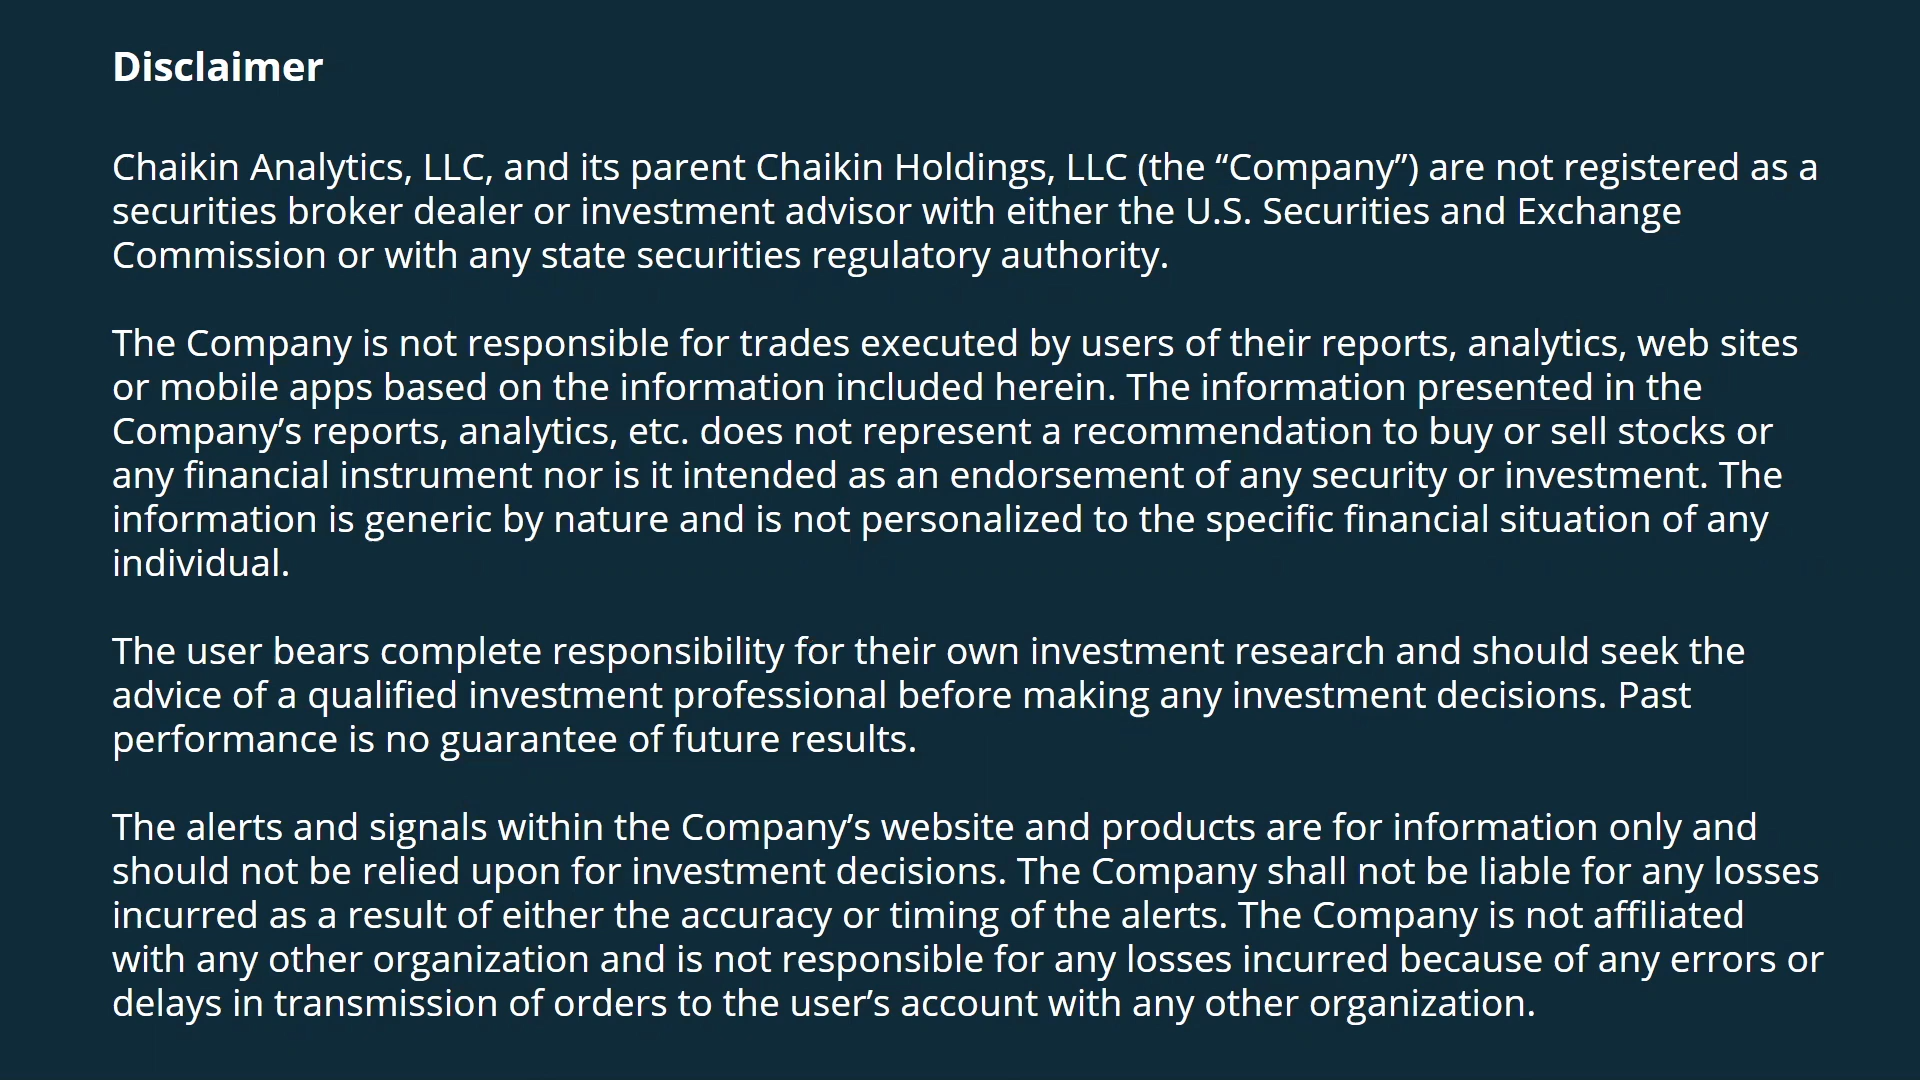 Disclaimer
Chaikin Analytics, LLC, and its parent Chaikin Holdings, LLC (the “Company”) are not registered as a
securities broker dealer or investment advisor with either the U.S. Securities and Exchange
Commission or with any state securities regulatory authority.
The Company is not responsible for trades executed by users of their reports, analytics, web sites
or mobile apps based on the information included herein. The information presented in the
Company’s reports, analytics, etc. does not represent a recommendation to buy or sell stocks or
any financial instrument nor is it intended as an endorsement of any security or investment. The
information is generic by nature and is not personalized to the specific financial situation of any
individual.
The user bears complete responsibility for their own investment research and should seek the
advice of a qualified investment professional before making any investment decisions. Past
performance is no guarantee of future results.
The alerts and signals within the Company’s website and products are for information only and
should not be relied upon for investment decisions. The Company shall not be liable for any losses
incurred as a result of either the accuracy or timing of the alerts. The Company is not affiliated
with any other organization and is not responsible for any losses incurred because of any errors or
delays in transmission of orders to the user’s account with any other organization.